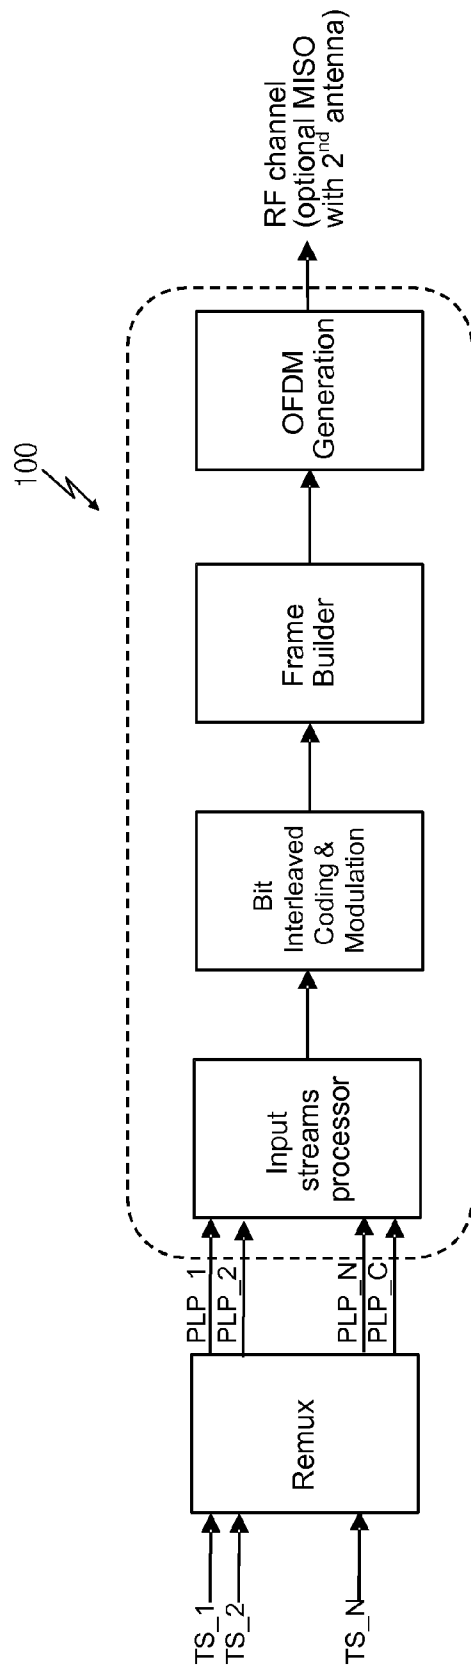 100
TS_1
TS_2
TS_N
Remux
PLP_1
PLP_2
PLP_N
PLP_C
Input
streams
processor
Bit
Interleaved
Coding &
Modulation
Frame
Builder
OFDM
Generation
RF channel
(optional MISO
with 2nd antenna)